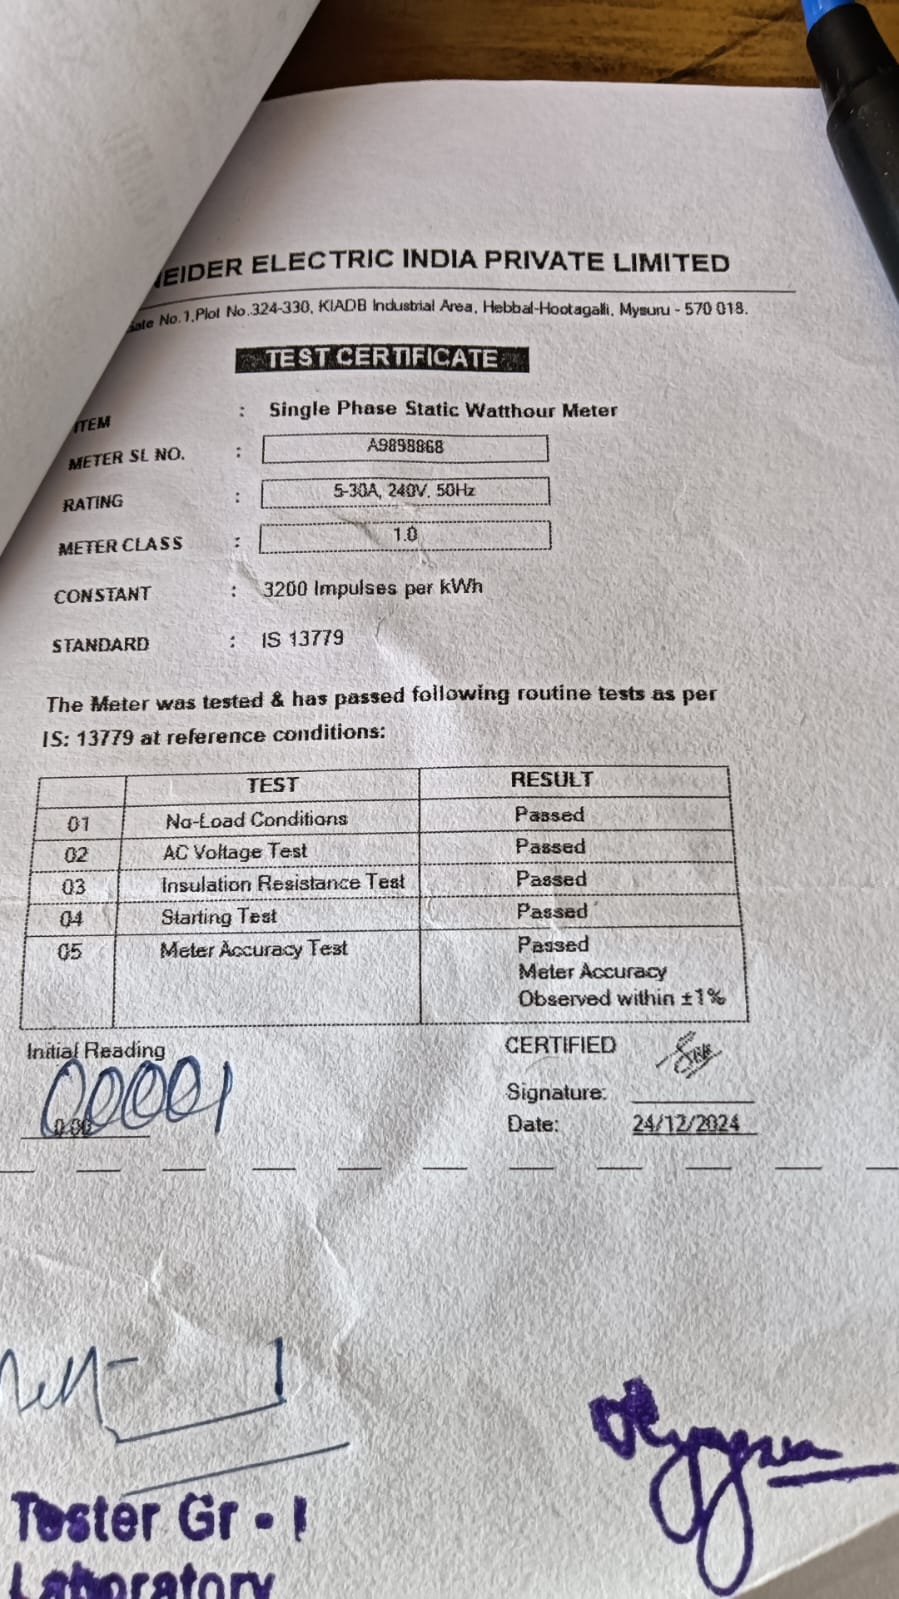 EIDER ELECTRIC INDIA PRIVATE LIMITED
Gate No.1,Plot No.324-330, KIADB Industrial Area, Hebbal-Hootagalli, Mysuru - 570 018.
TEST CERTIFICATE
ITEM : Single Phase Static Watthour Meter
METER SL NO. : A9898868
RATING : 5-30A, 240V, 50Hz
METER CLASS : 1.0
CONSTANT : 3200 Impulses per kWh
STANDARD : IS 13779
The Meter was tested & has passed following routine tests as per
IS: 13779 at reference conditions:
TEST RESULT
01 No-Load Conditions Passed
02 AC Voltage Test Passed
03 Insulation Resistance Test Passed
04 Starting Test Passed
05 Meter Accuracy Test Passed
Meter Accuracy
Observed within ±1%
Initial Reading
00001
0.00
CERTIFIED
Signature:
Date: 24/12/2024
Tester Gr - I
Laboratory